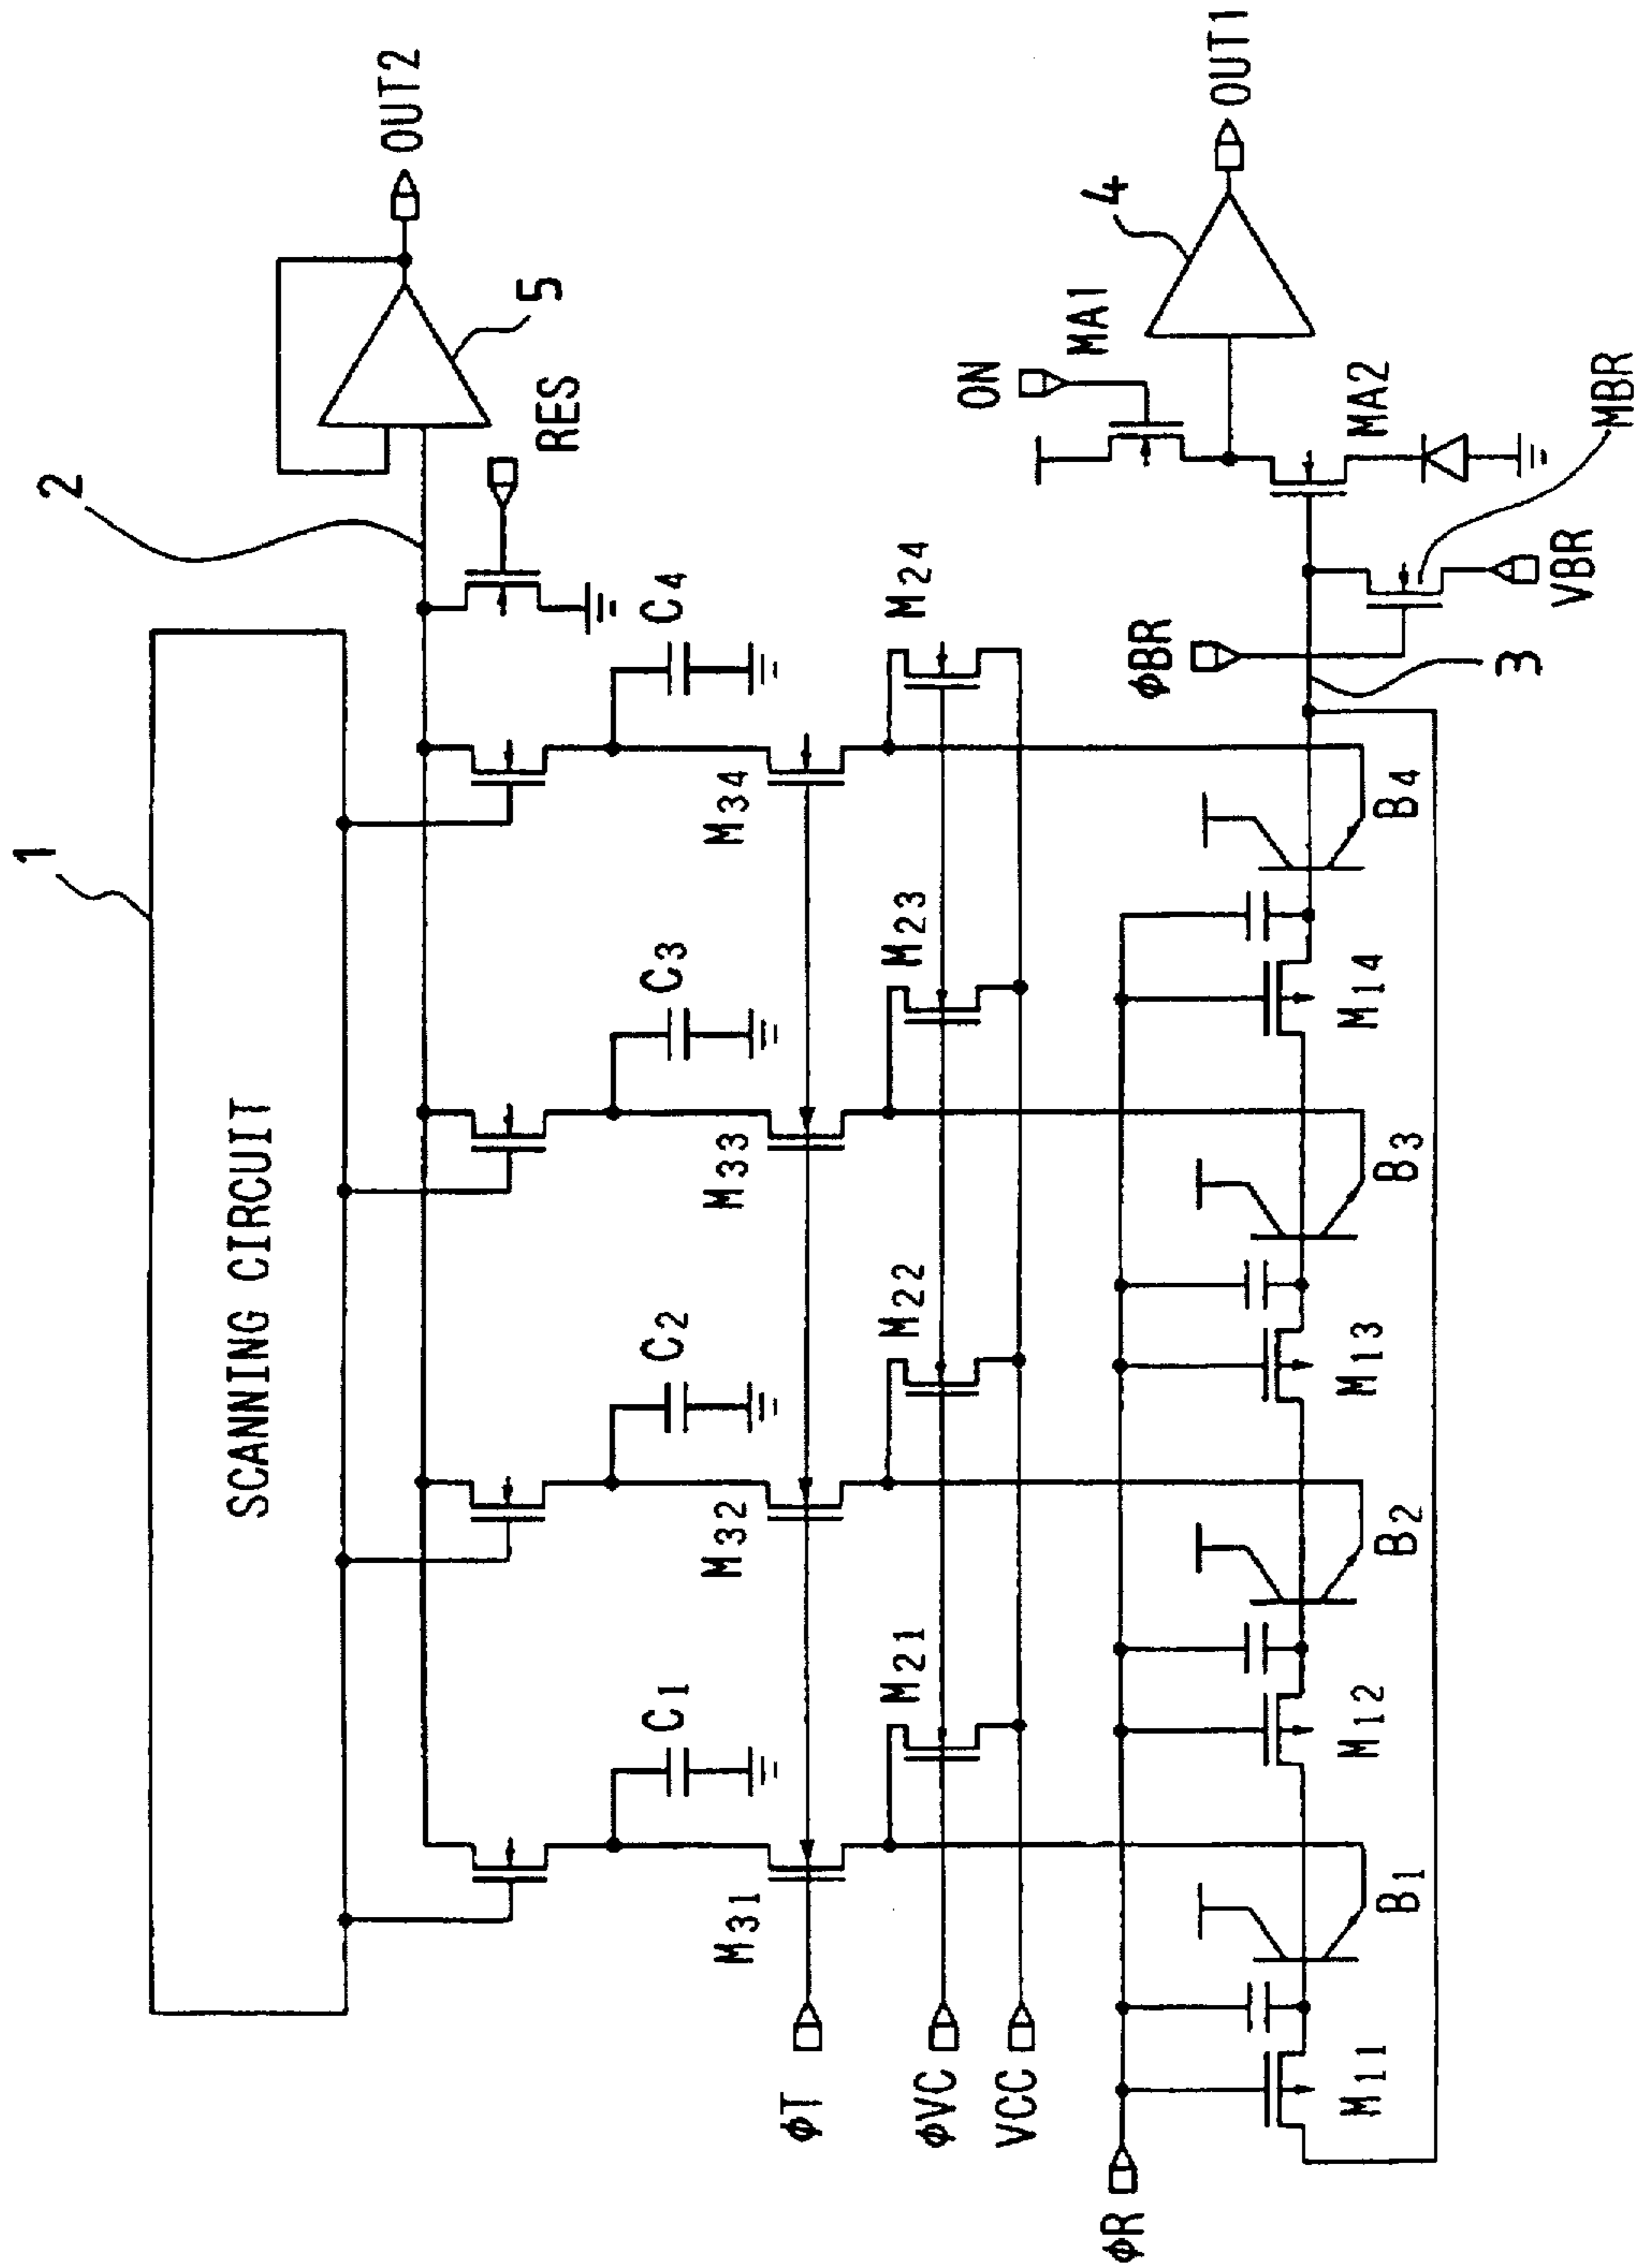 1
SCANNING CIRCUIT
2
OUT2
5
RES
C1
C2
C3
C4
M31
M32
M33
M34
φT
M21
M22
M23
M24
φVC
VCC
φR
ON
MA1
4
OUT1
MA2
MBR
φBR
VBR
3
M11
B1
M12
B2
M13
B3
M14
B4